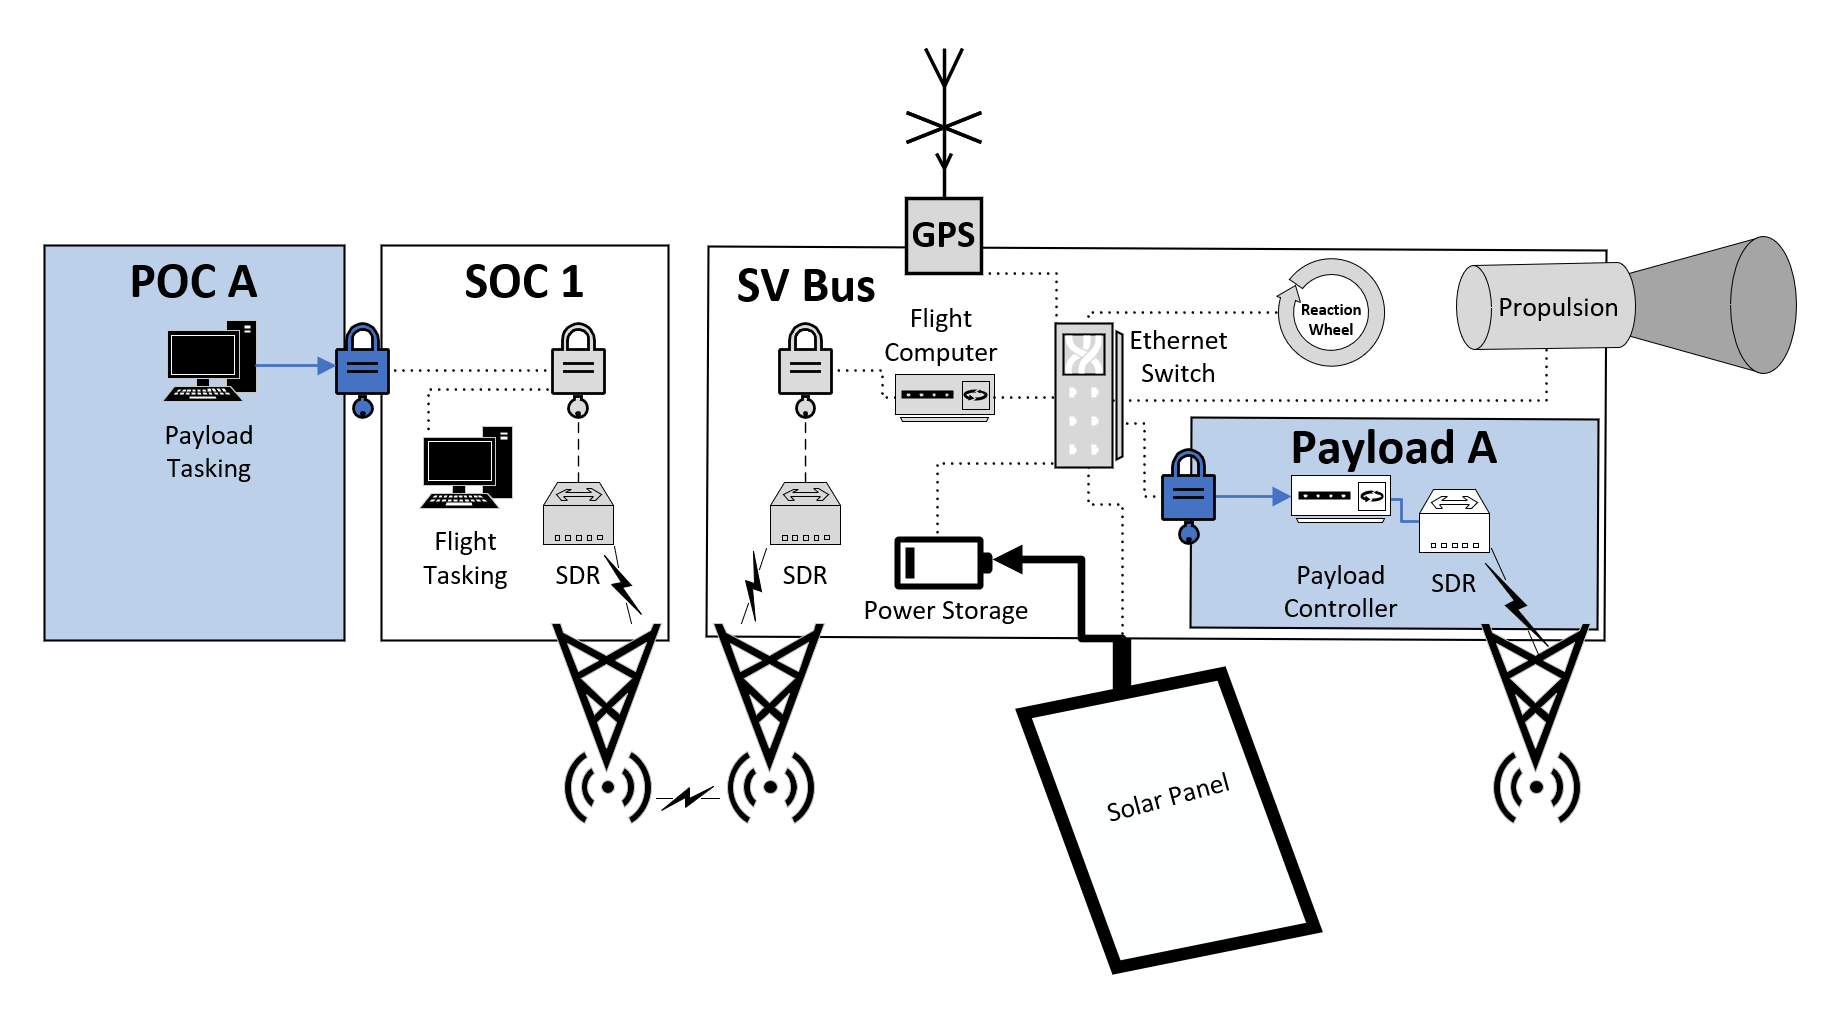 GPS
POC A
Payload
Tasking
SOC 1
Flight
Tasking
SDR
SV Bus
SDR
Flight
Computer
Power Storage
Ethernet
Switch
Reaction
Wheel
Propulsion
Payload A
Payload
Controller
SDR
Solar Panel